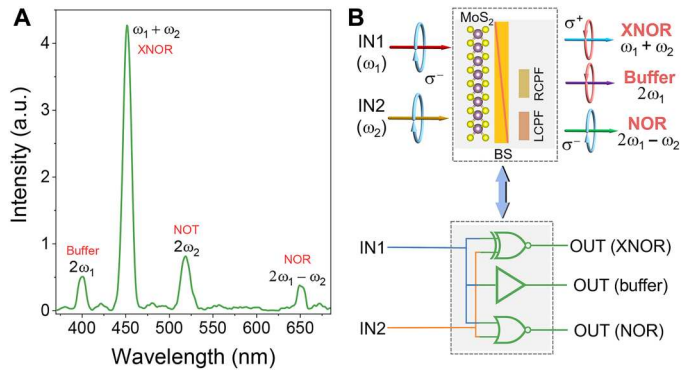 A
Intensity (a.u.)
4
3
2
1
0
ω₁ + ω₂
XNOR
Buffer
2ω₁
NOT
2ω₂
NOR
2ω₁ − ω₂
400 450 500 550 600 650
Wavelength (nm)
B
MoS₂
IN1
(ω₁)
σ⁻
IN2
(ω₂)
RCPF
LCPF
BS
σ⁺
XNOR
ω₁ + ω₂
Buffer
2ω₁
NOR
σ⁻
2ω₁ − ω₂
IN1
IN2
OUT (XNOR)
OUT (buffer)
OUT (NOR)